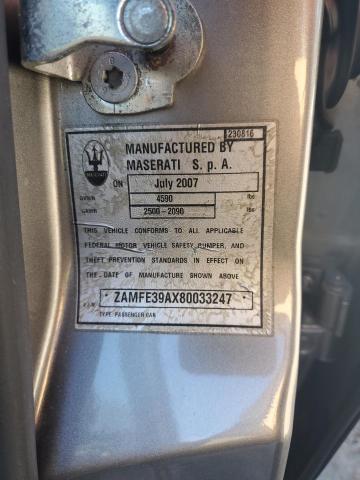 230816
MANUFACTURED BY
MASERATI S. p A.
MASERATI
ON July 2007
GVWR 4590 lbs
GAWR 2500 - 2090 lbs
THIS VEHICLE CONFORMS TO ALL APPLICABLE
FEDERAL MOTOR VEHICLE SAFETY BUMPER, AND
THEFT PREVENTION STANDARDS IN EFFECT ON
THE DATE OF MANUFACTURE SHOWN ABOVE
· ZAMFE39AX80033247 ·
TYPE: PASSENGER CAR